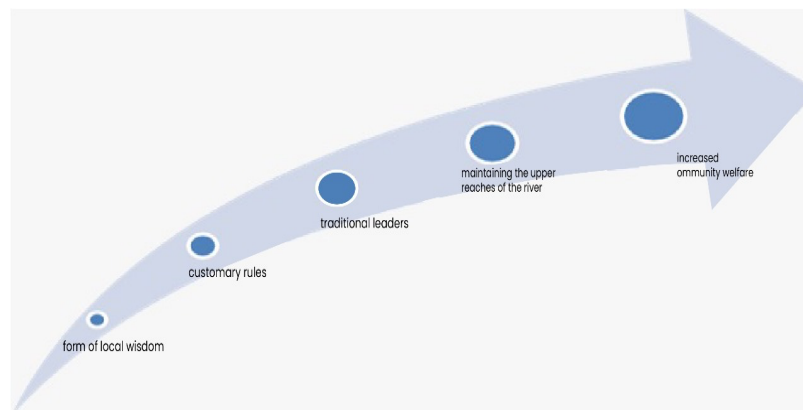 increased
ommunity welfare
maintaining the upper
reaches of the river
traditional leaders
customary rules
form of local wisdom